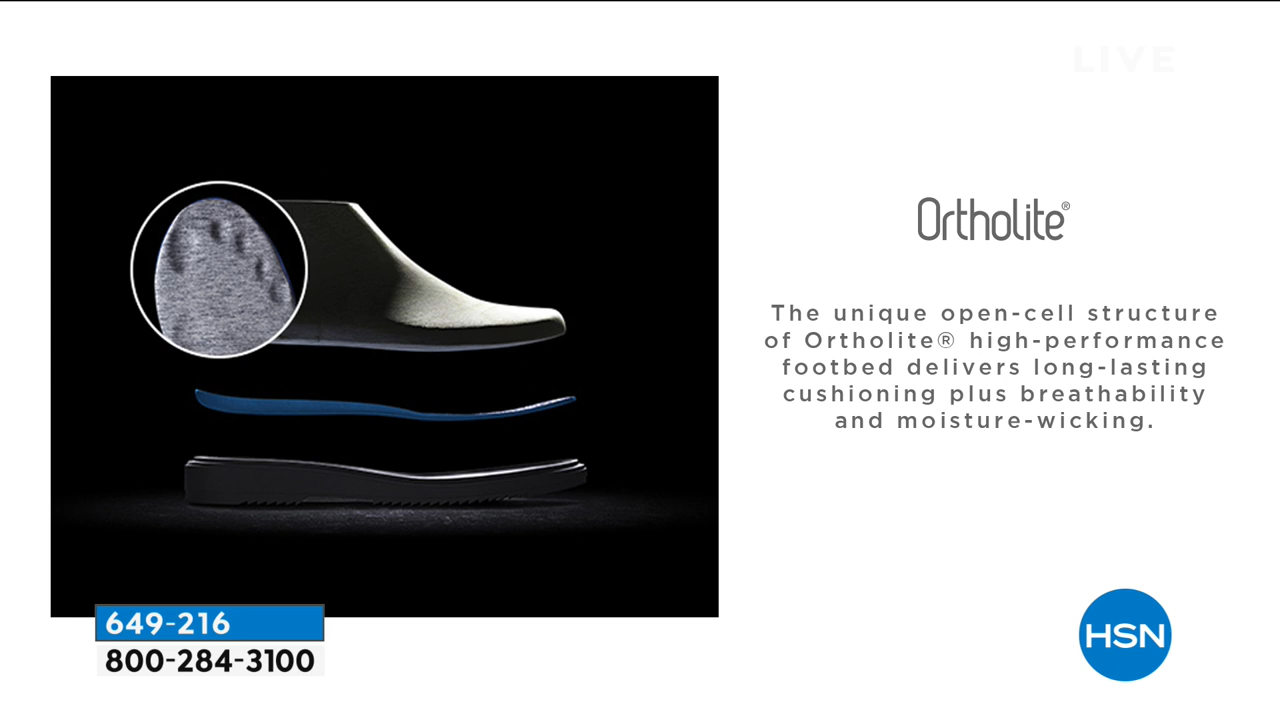 LIVE
Ortholite®
The unique open-cell structure
of Ortholite® high-performance
footbed delivers long-lasting
cushioning plus breathability
and moisture-wicking.
649-216
800-284-3100
HSN